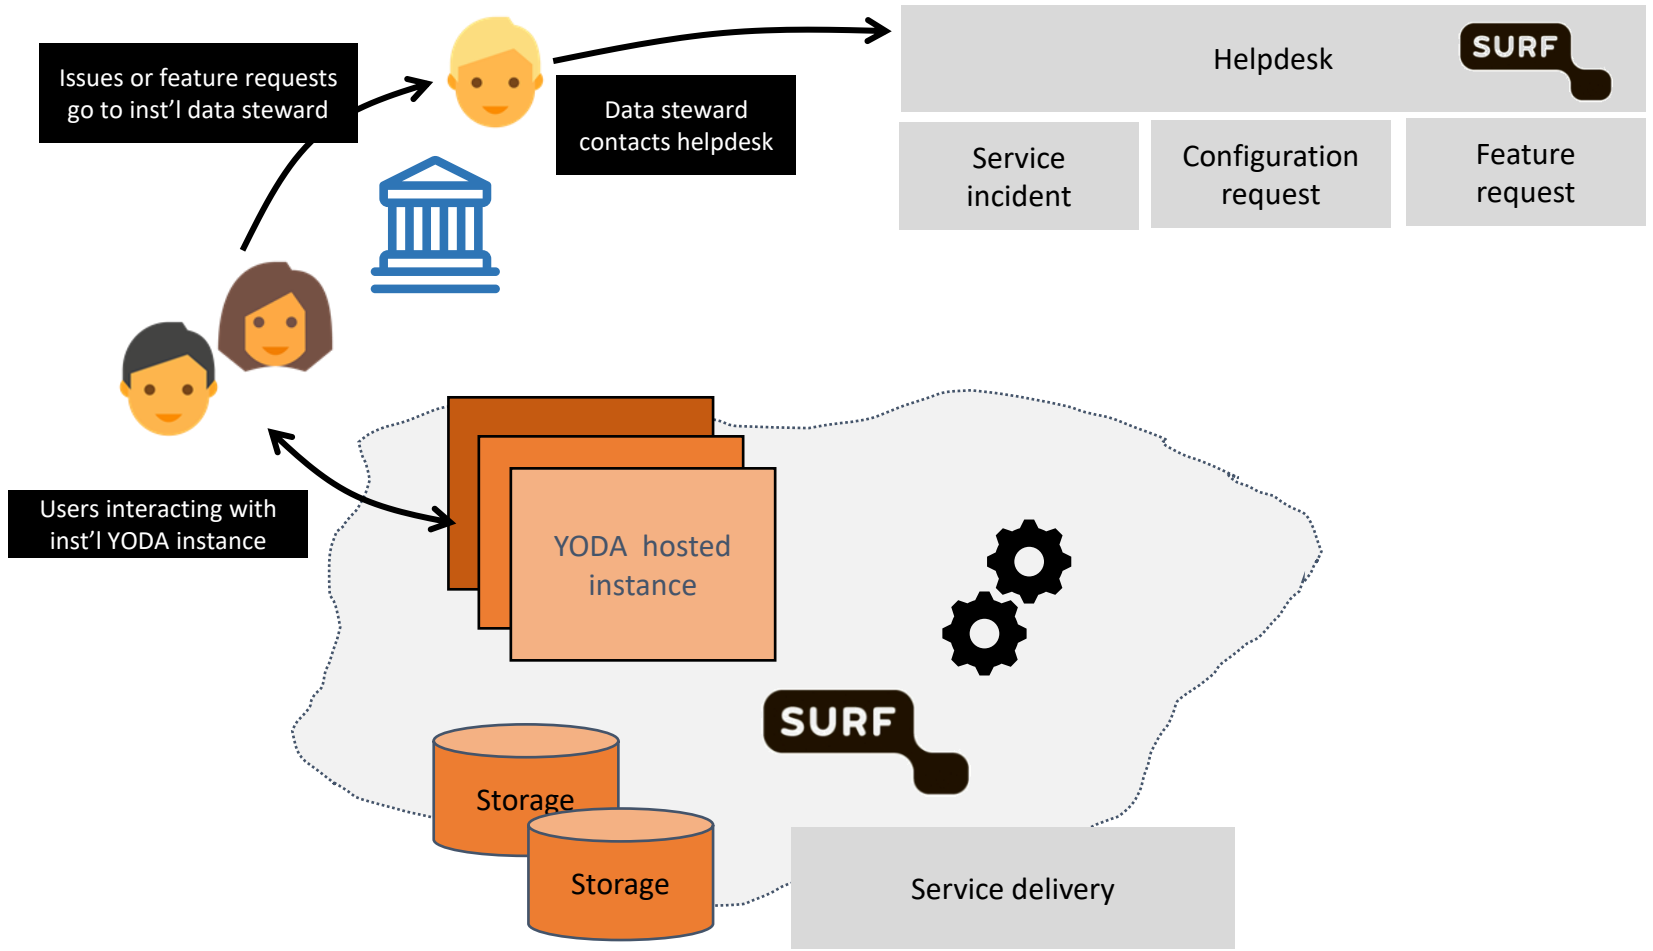 Issues or feature requests
go to inst'l data steward
Data steward
contacts helpdesk
Helpdesk
SURF
Service
incident
Configuration
request
Feature
request
Users interacting with
inst'l YODA instance
YODA hosted
instance
SURF
Storage
Storage
Service delivery